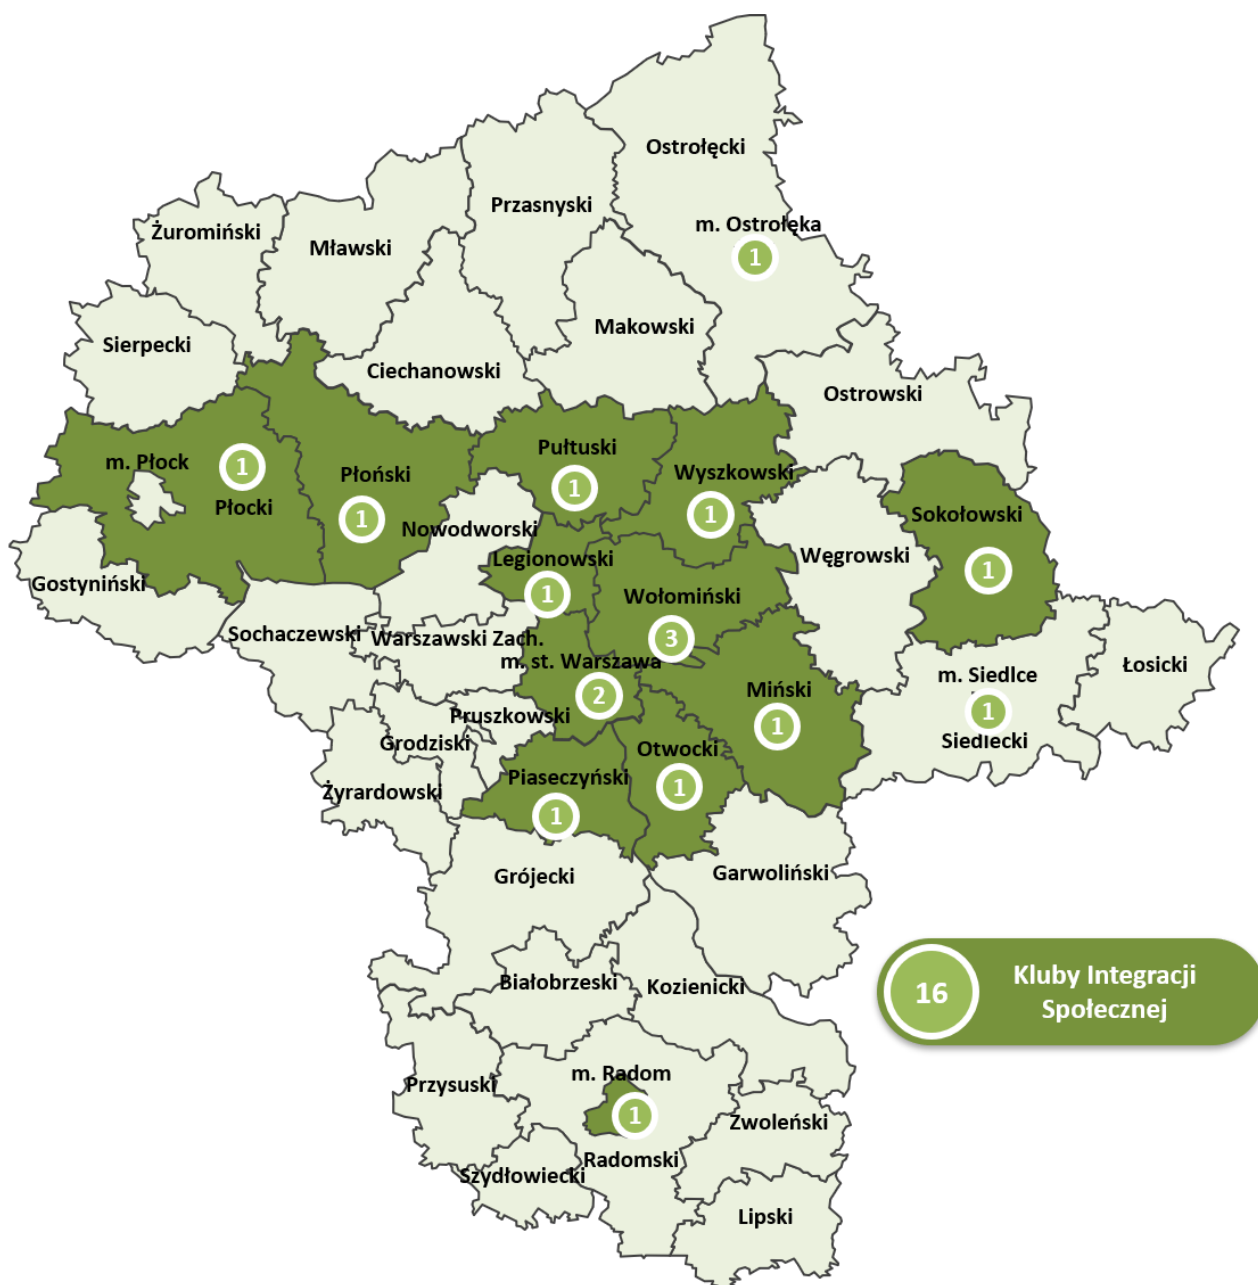 Ostrołęcki
Przasnyski
m. Ostrołęka
Żuromiński
Mławski
1
Sierpecki
Makowski
Ciechanowski
Ostrowski
Pułtuski
m. Płock
1
Płoński
Wyszkowski
1
Płocki
1
1
1
Sokołowski
Nowodworski
Legionowski
Węgrowski
1
Gostyniński
1
Wołomiński
Sochaczewski
Warszawski Zach.
3
m. st. Warszawa
Łosicki
m. Siedlce
2
Miński
1
1
Siedlecki
Pruszkowski
Grodziski
Otwocki
Piaseczyński
1
Żyrardowski
1
Grójecki
Garwoliński
Białobrzeski
Kozienicki
16
Kluby Integracji
Społecznej
m. Radom
Przysuski
1
Zwoleński
Radomski
Szydłowiecki
Lipski